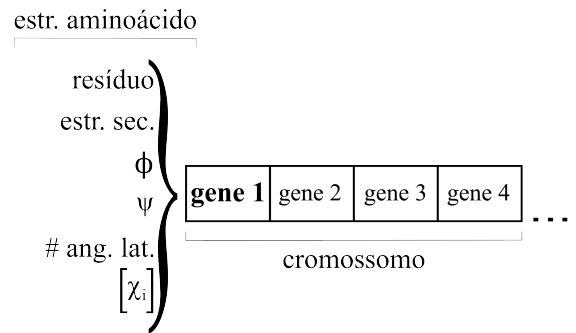 estr. aminoácido
resíduo
estr. sec.
ϕ
ψ
# ang. lat.
[χi]
gene 1 gene 2 gene 3 gene 4 ...
cromossomo